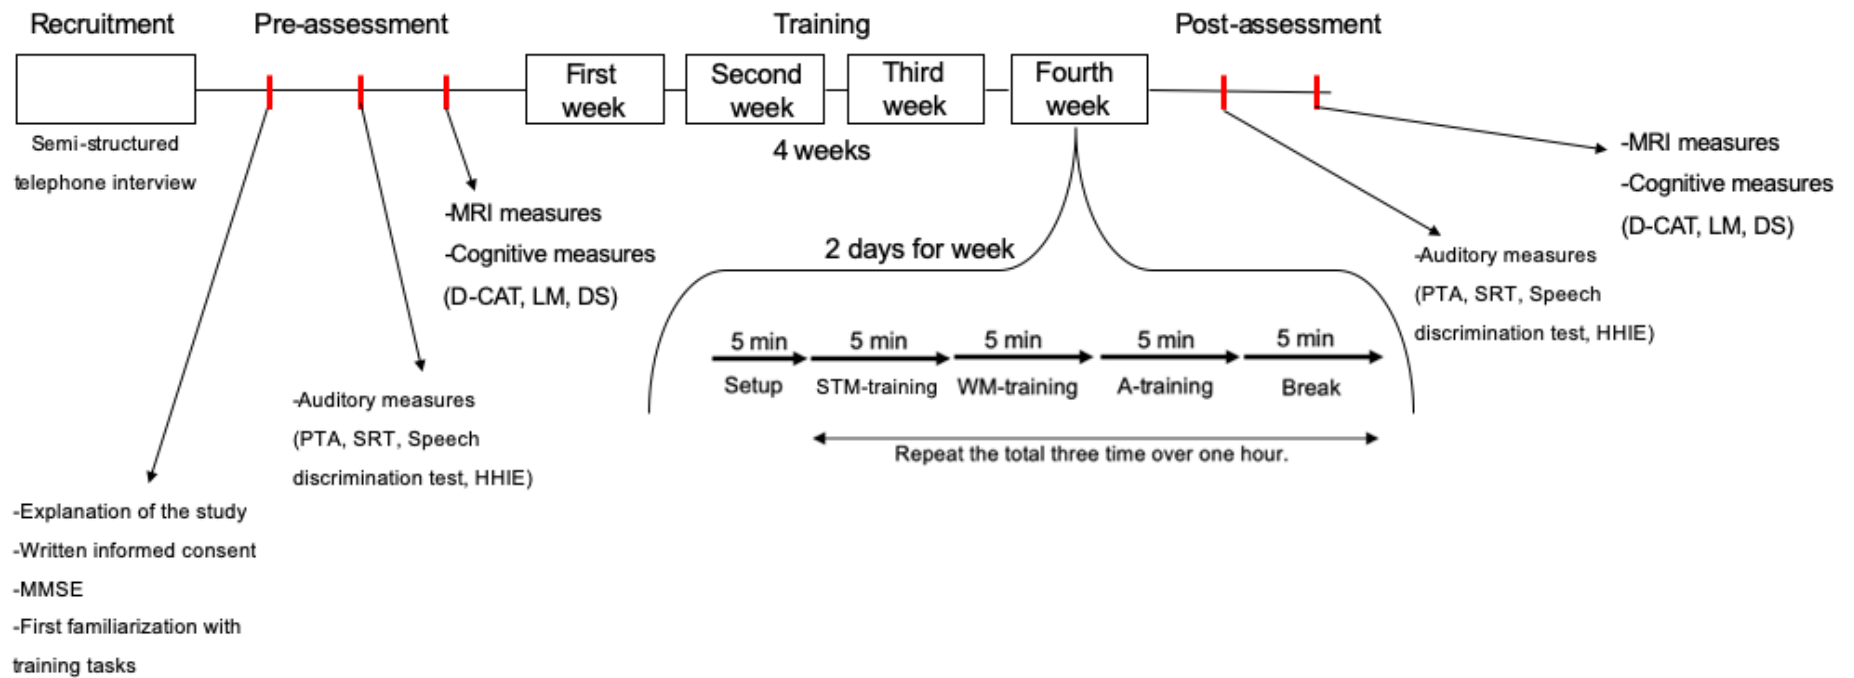 Recruitment
Pre-assessment
Training
Post-assessment
First
week
Second
week
Third
week
Fourth
week
Semi-structured
telephone interview
4 weeks
-MRI measures
-Cognitive measures
(D-CAT, LM, DS)
-MRI measures
-Cognitive measures
(D-CAT, LM, DS)
2 days for week
-Auditory measures
(PTA, SRT, Speech
discrimination test, HHIE)
5 min
5 min
5 min
5 min
5 min
Setup
STM-training
WM-training
A-training
Break
Repeat the total three time over one hour.
-Auditory measures
(PTA, SRT, Speech
discrimination test, HHIE)
-Explanation of the study
-Written informed consent
-MMSE
-First familiarization with
training tasks